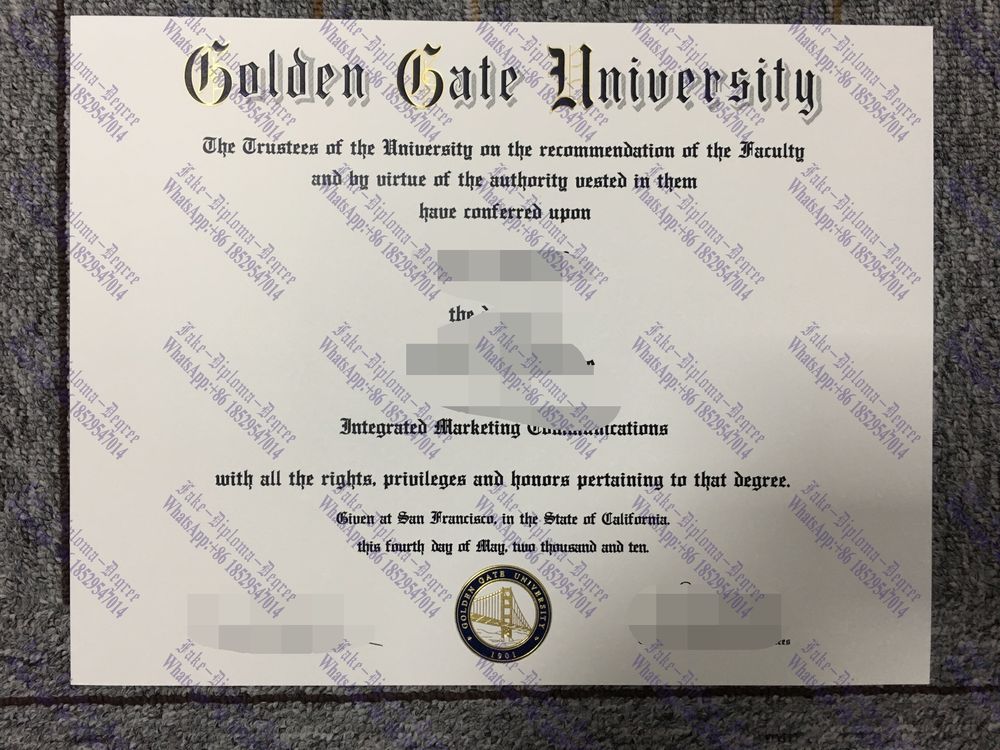 Golden Gate University
The Trustees of the University on the recommendation of the Faculty
and by virtue of the authority vested in them
have conferred upon
the
Integrated Marketing Communications
with all the rights, privileges and honors pertaining to that degree.
Given at San Francisco, in the State of California,
this fourth day of May, two thousand and ten.
GOLDEN GATE UNIVERSITY
1901
Fake-Diploma-Degree
WhatsApp:+86 18529547014